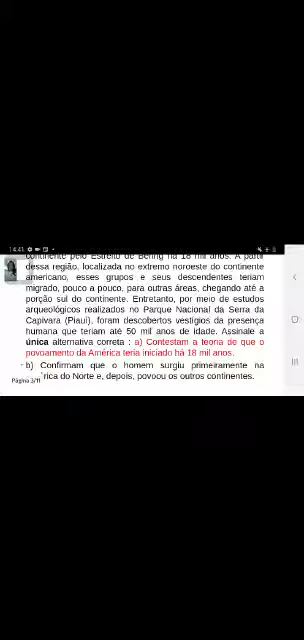 14:41
continente pelo Estreito de Bering há 18 mil anos. A partir
dessa região, localizada no extremo noroeste do continente
americano, esses grupos e seus descendentes teriam
migrado, pouco a pouco, para outras áreas, chegando até a
porção sul do continente. Entretanto, por meio de estudos
arqueológicos realizados no Parque Nacional da Serra da
Capivara (Piauí), foram descobertos vestígios da presença
humana que teriam até 50 mil anos de idade. Assinale a
única alternativa correta : a) Contestam a teoria de que o
povoamento da América teria iniciado há 18 mil anos.
b) Confirmam que o homem surgiu primeiramente na
rica do Norte e, depois, povoou os outros continentes.
Página 3/11